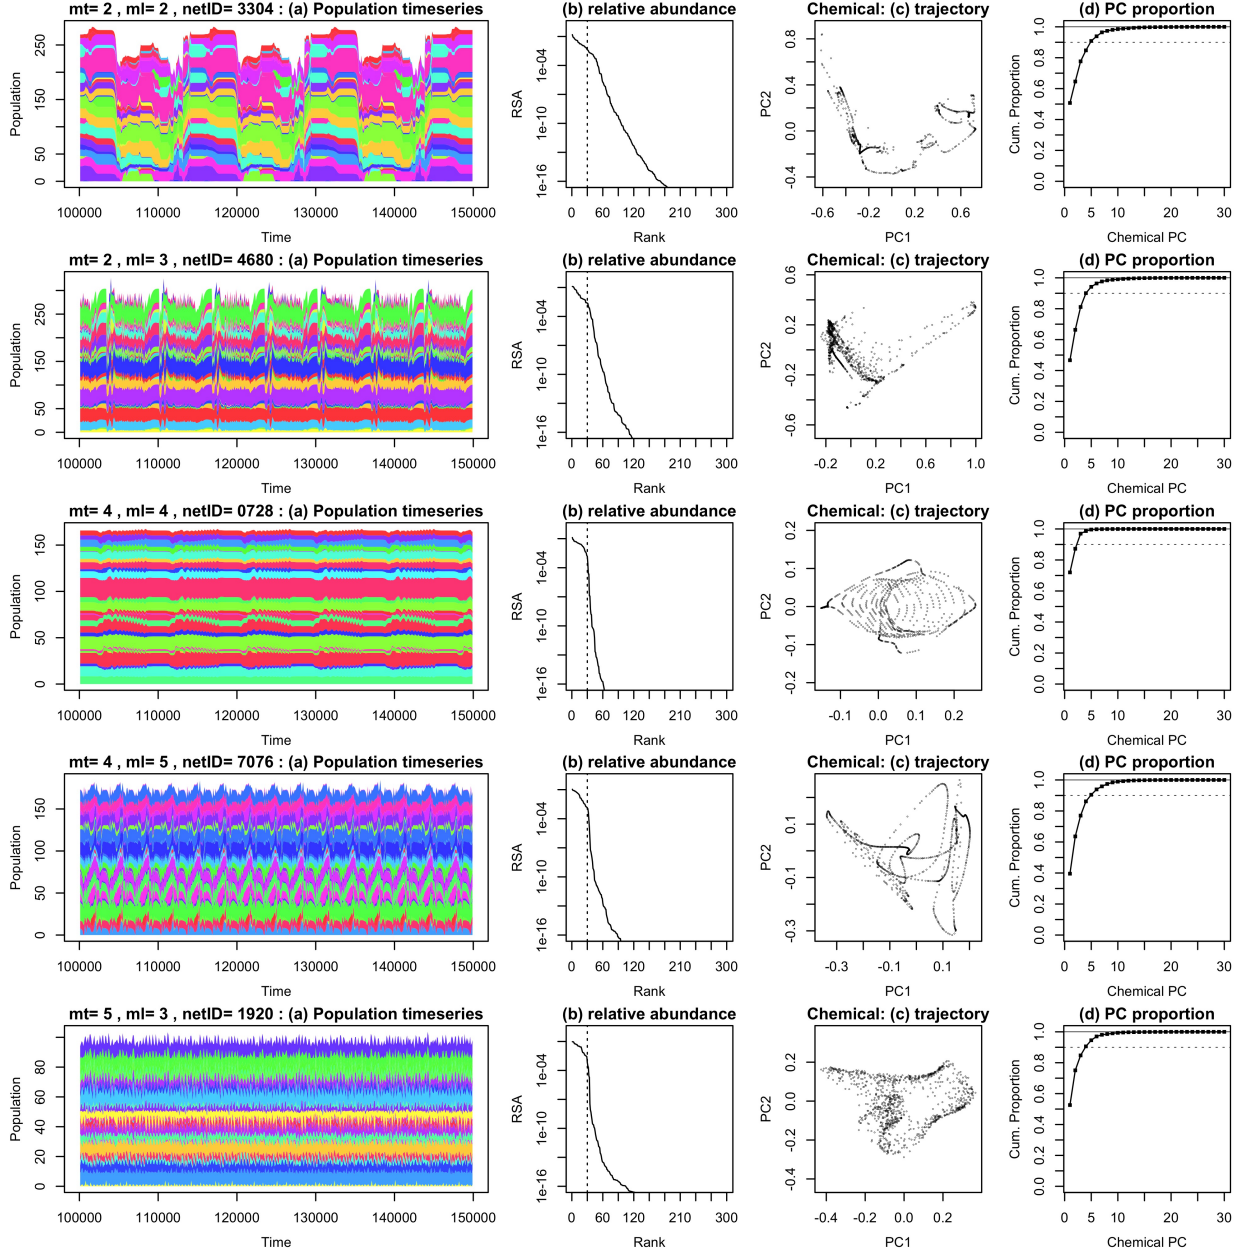 mt= 2 , ml= 2 , netID= 3304 : (a) Population timeseries
(b) relative abundance
Chemical: (c) trajectory
(d) PC proportion
Population
0 50 150 250
100000 110000 120000 130000 140000 150000
Time
RSA
1e-16 1e-10 1e-04
0 60 120 210 300
Rank
PC2
-0.4 0.0 0.4 0.8
-0.6 -0.2 0.2 0.6
PC1
Cum. Proportion
0.0 0.2 0.4 0.6 0.8 1.0
0 5 10 15 20 30
Chemical PC
mt= 2 , ml= 3 , netID= 4680 : (a) Population timeseries
(b) relative abundance
Chemical: (c) trajectory
(d) PC proportion
Population
0 50 150 250
100000 110000 120000 130000 140000 150000
Time
RSA
1e-16 1e-10 1e-04
0 60 120 210 300
Rank
PC2
-0.6 -0.2 0.2 0.6
-0.2 0.2 0.6 1.0
PC1
Cum. Proportion
0.0 0.2 0.4 0.6 0.8 1.0
0 5 10 15 20 30
Chemical PC
mt= 4 , ml= 4 , netID= 0728 : (a) Population timeseries
(b) relative abundance
Chemical: (c) trajectory
(d) PC proportion
Population
0 50 100 150
100000 110000 120000 130000 140000 150000
Time
RSA
1e-16 1e-10 1e-04
0 60 120 210 300
Rank
PC2
-0.2 -0.1 0.0 0.1 0.2
-0.1 0.0 0.1 0.2
PC1
Cum. Proportion
0.0 0.2 0.4 0.6 0.8 1.0
0 5 10 15 20 30
Chemical PC
mt= 4 , ml= 5 , netID= 7076 : (a) Population timeseries
(b) relative abundance
Chemical: (c) trajectory
(d) PC proportion
Population
0 50 100 150
100000 110000 120000 130000 140000 150000
Time
RSA
1e-16 1e-10 1e-04
0 60 120 210 300
Rank
PC2
-0.3 -0.1 0.1
-0.3 -0.1 0.1
PC1
Cum. Proportion
0.0 0.2 0.4 0.6 0.8 1.0
0 5 10 15 20 30
Chemical PC
mt= 5 , ml= 3 , netID= 1920 : (a) Population timeseries
(b) relative abundance
Chemical: (c) trajectory
(d) PC proportion
Population
0 20 40 60 80
100000 110000 120000 130000 140000 150000
Time
RSA
1e-16 1e-10 1e-04
0 60 120 210 300
Rank
PC2
-0.4 -0.2 0.0 0.2
-0.4 -0.2 0.0 0.2
PC1
Cum. Proportion
0.0 0.2 0.4 0.6 0.8 1.0
0 5 10 15 20 30
Chemical PC